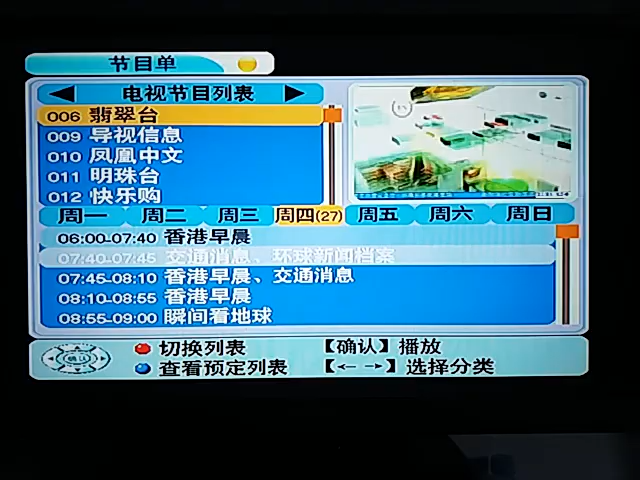 节目单
电视节目列表
006 翡翠台
009 导视信息
010 凤凰中文
011 明珠台
012 快乐购
周一 周二 周三 周四(27) 周五 周六 周日
06:00-07:40 香港早晨
07:40-07:45 交通消息、环球新闻档案
07:45-08:10 香港早晨、交通消息
08:10-08:55 香港早晨
08:55-09:00 瞬间看地球
确认
切换列表 【确认】播放
查看预定列表 【←→】选择分类